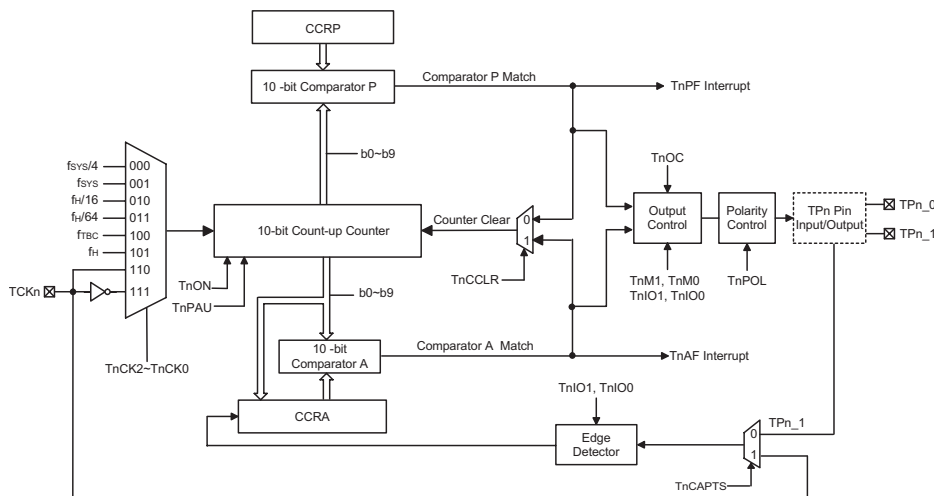 CCRP
10 -bit Comparator P
Comparator P Match
TnPF Interrupt
b0~b9
fSYS/4
000
fSYS
001
fH/16
010
fH/64
011
fTBC
100
fH
101
110
111
TCKn
TnCK2~TnCK0
10-bit Count-up Counter
TnON
TnPAU
Counter Clear
0
1
TnCCLR
TnOC
Output
Control
TnM1, TnM0
TnIO1, TnIO0
Polarity
Control
TnPOL
TPn Pin
Input/Output
TPn_0
TPn_1
b0~b9
10 -bit
Comparator A
Comparator A Match
TnAF Interrupt
CCRA
TnIO1, TnIO0
Edge
Detector
0
1
TPn_1
TnCAPTS